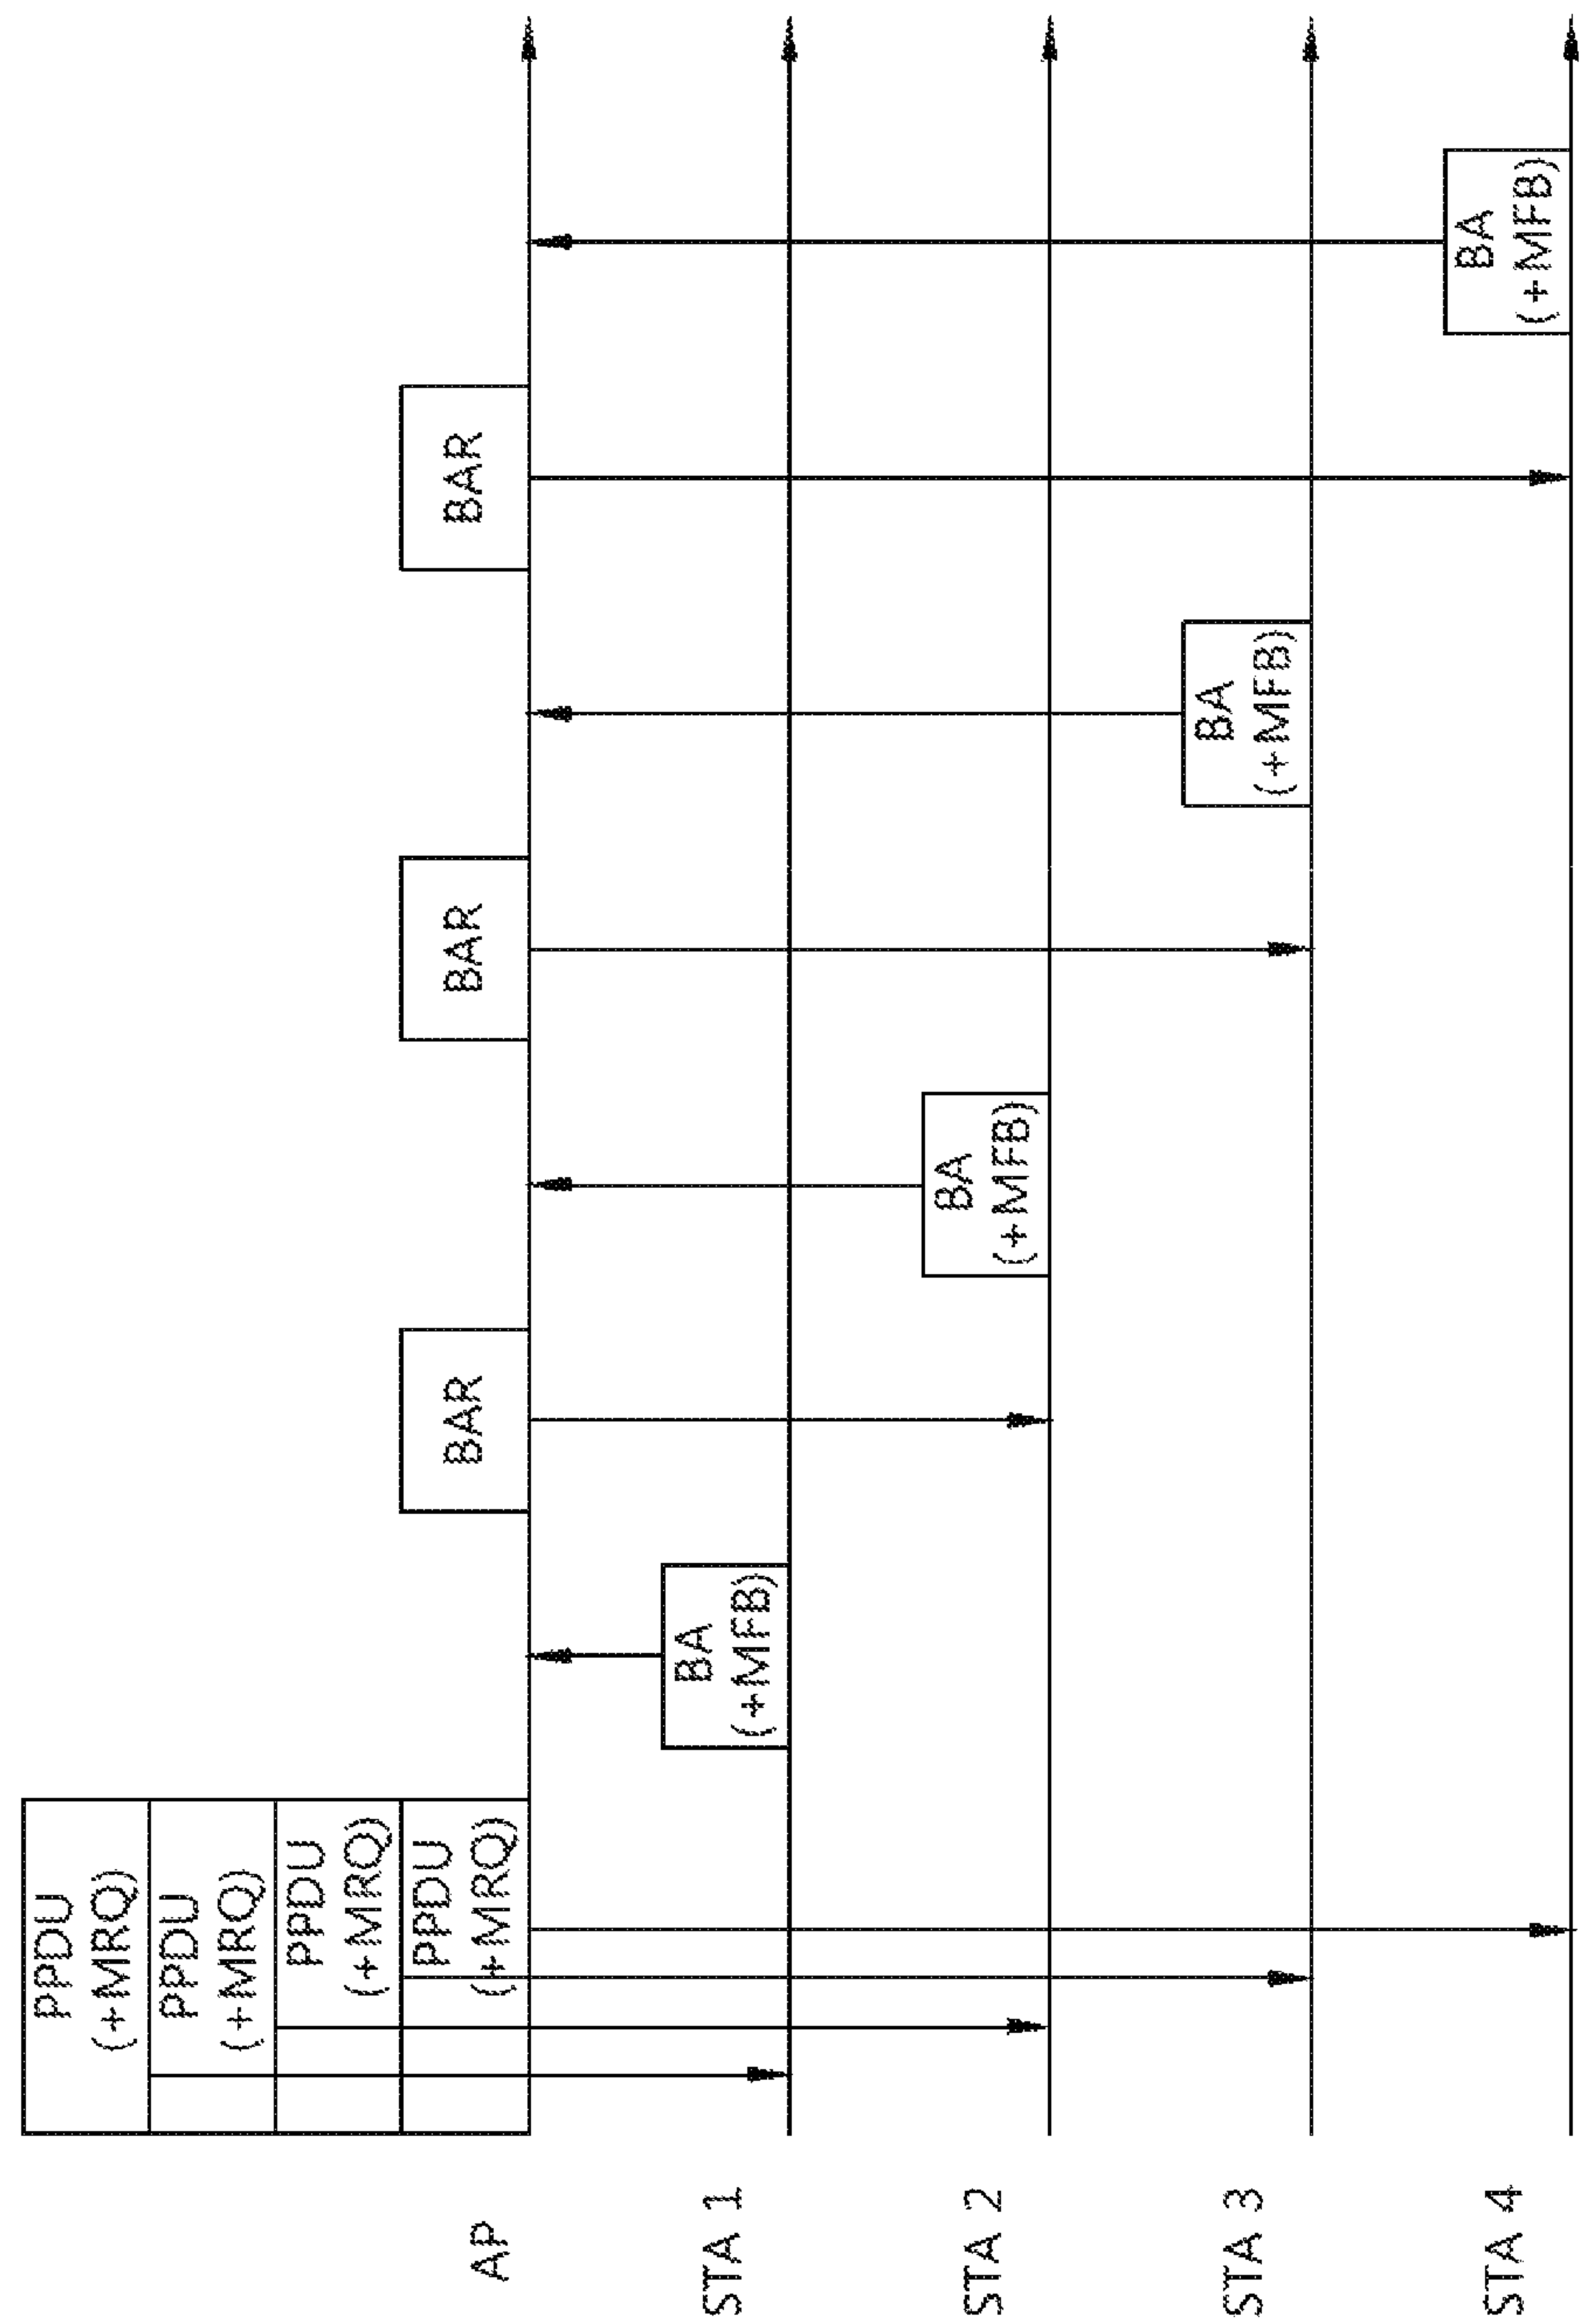 PPDU
(+MRQ)
PPDU
(+MRQ)
PPDU
(+MRQ)
PPDU
(+MRQ)
AP
BAR
BAR
BAR
STA 1
BA
(+MFB)
STA 2
BA
(+MFB)
STA 3
BA
(+MFB)
STA 4
BA
(+MFB)